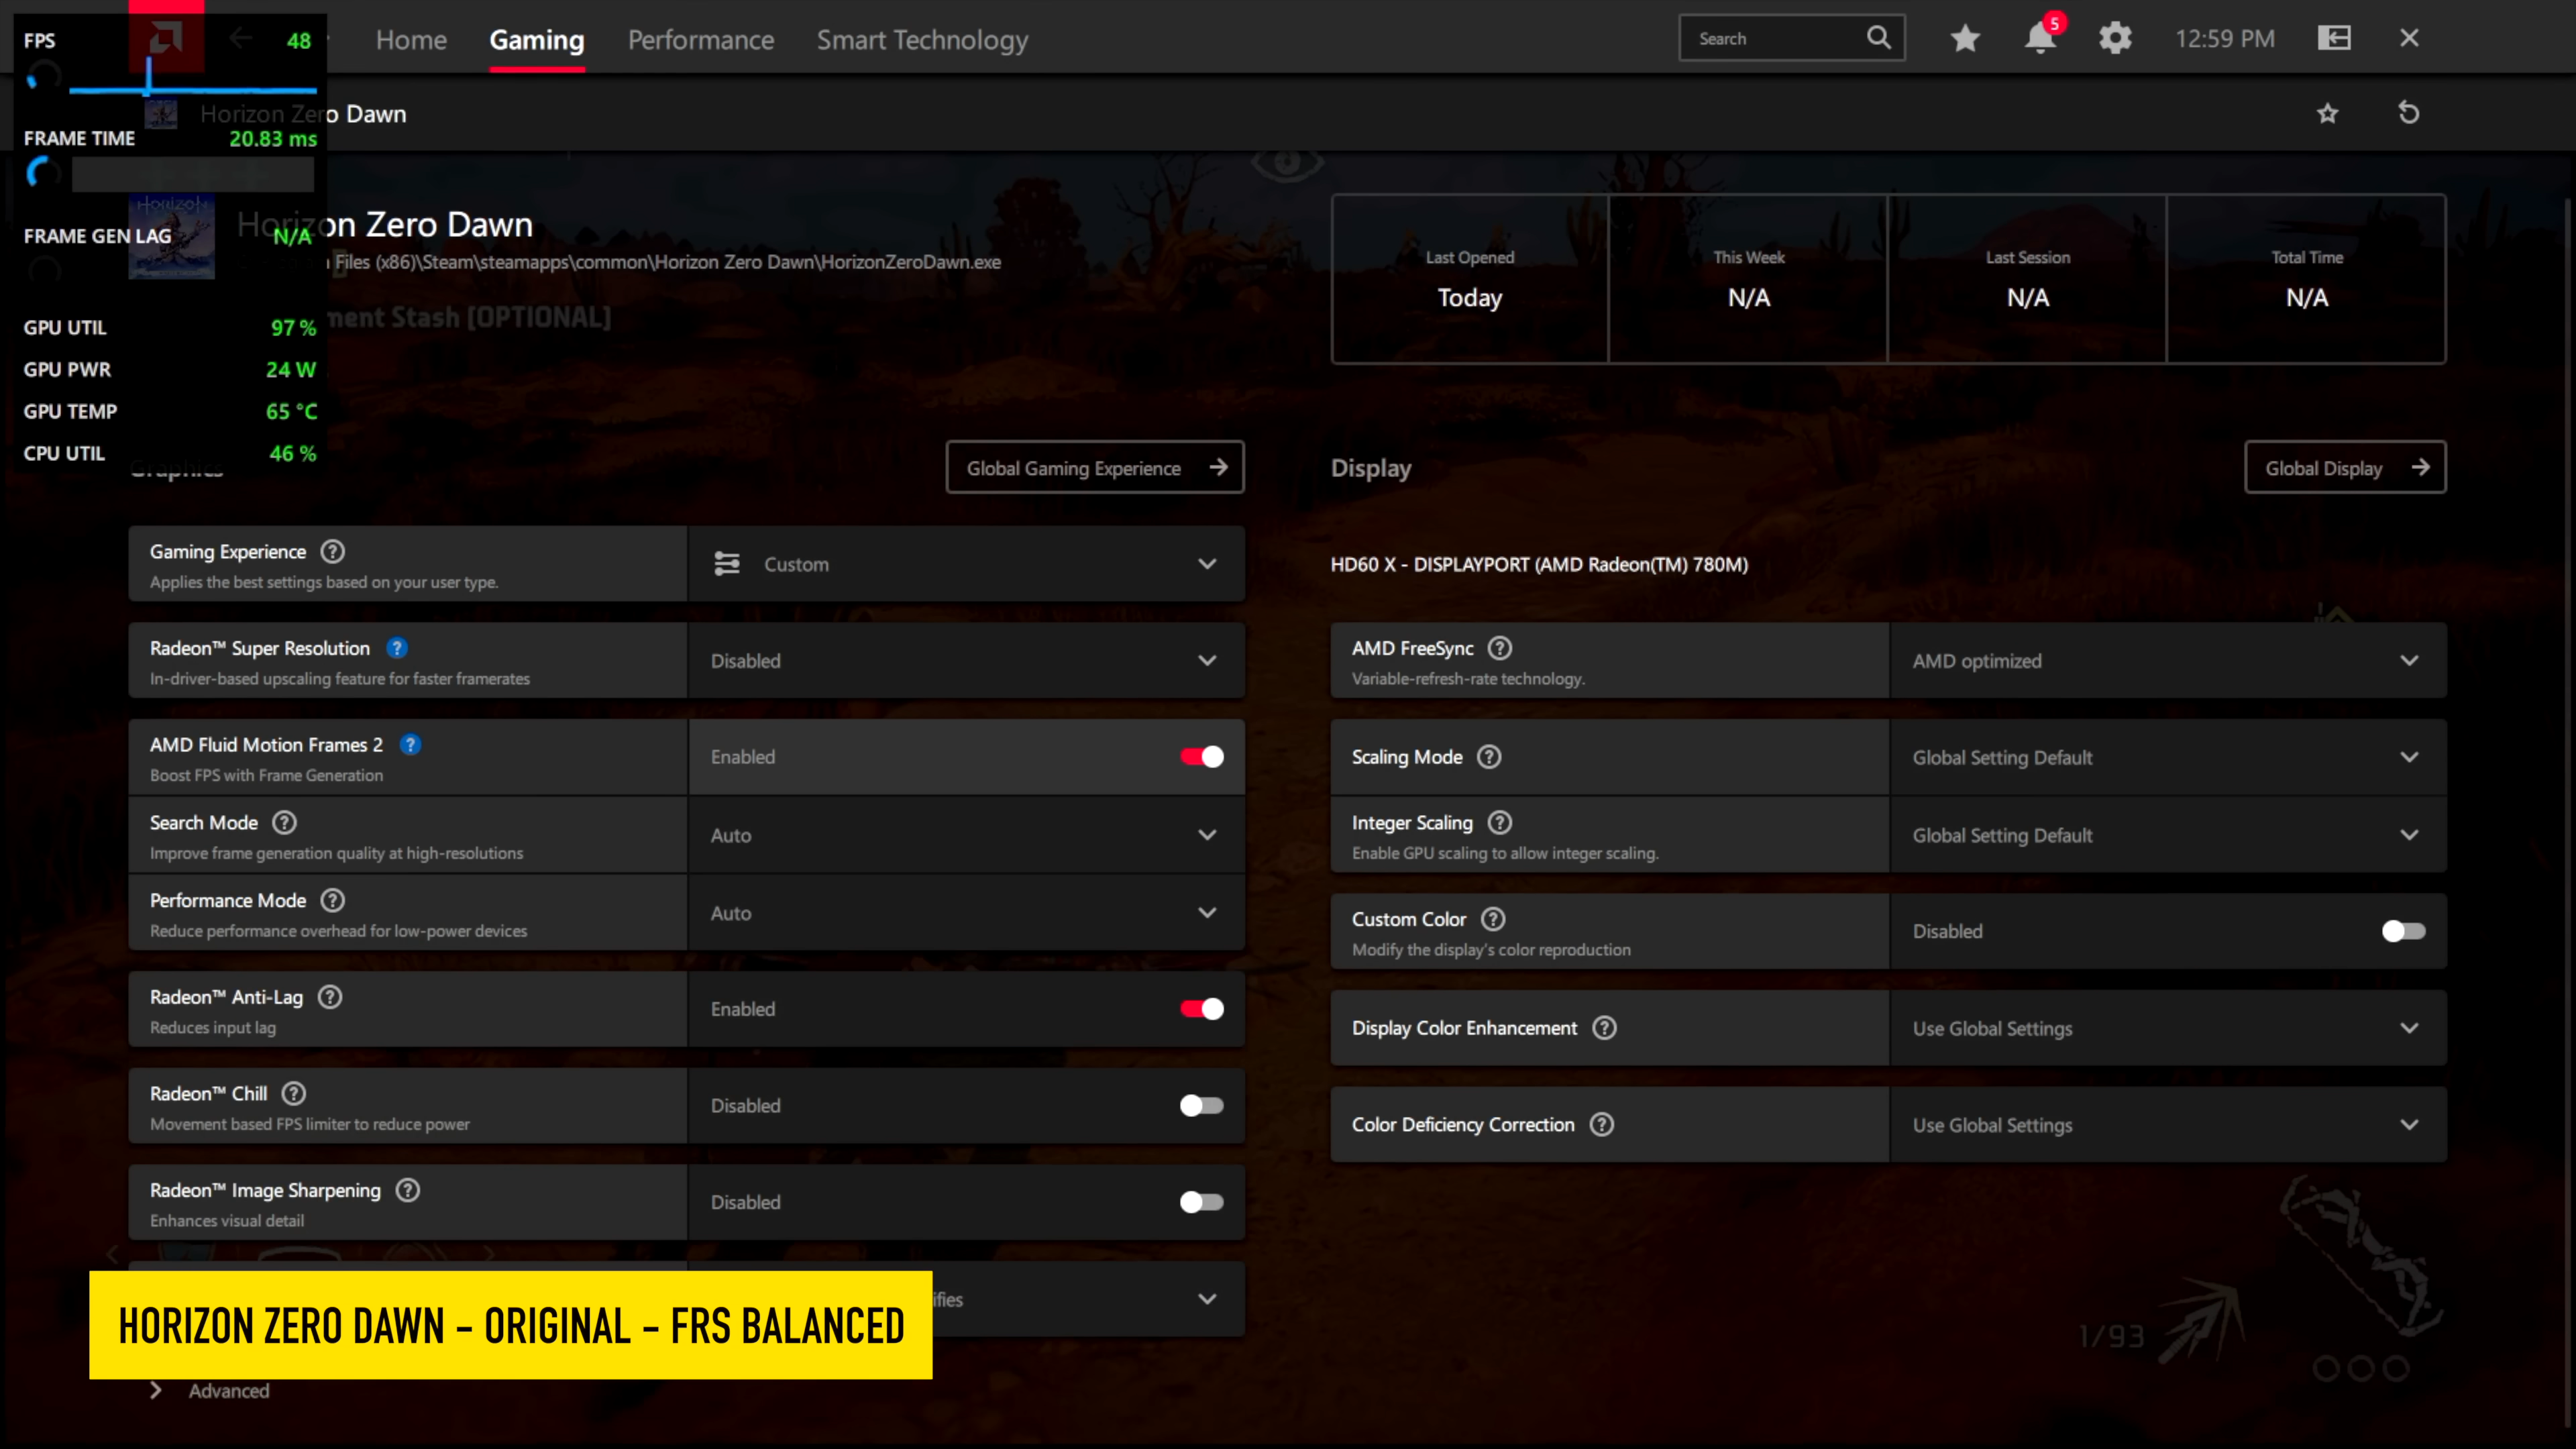 FPS 48
Home Gaming Performance Smart Technology
Search
5
12:59 PM
Horizon Zero Dawn
FRAME TIME 20.83 ms
HORIZON
Horizon Zero Dawn
FRAME GEN LAG N/A
Files (x86)\Steam\steamapps\common\Horizon Zero Dawn\HorizonZeroDawn.exe
Last Opened
Today
This Week
N/A
Last Session
N/A
Total Time
N/A
ment Stash [OPTIONAL]
GPU UTIL 97 %
GPU PWR 24 W
GPU TEMP 65 °C
CPU UTIL 46 %
Graphics
Global Gaming Experience
Display
Global Display
Gaming Experience
Applies the best settings based on your user type.
Custom
Radeon™ Super Resolution
In-driver-based upscaling feature for faster framerates
Disabled
AMD Fluid Motion Frames 2
Boost FPS with Frame Generation
Enabled
Search Mode
Improve frame generation quality at high-resolutions
Auto
Performance Mode
Reduce performance overhead for low-power devices
Auto
Radeon™ Anti-Lag
Reduces input lag
Enabled
Radeon™ Chill
Movement based FPS limiter to reduce power
Disabled
Radeon™ Image Sharpening
Enhances visual detail
Disabled
ifies
HORIZON ZERO DAWN - ORIGINAL - FRS BALANCED
Advanced
HD60 X - DISPLAYPORT (AMD Radeon(TM) 780M)
AMD FreeSync
Variable-refresh-rate technology.
AMD optimized
Scaling Mode
Global Setting Default
Integer Scaling
Enable GPU scaling to allow integer scaling.
Global Setting Default
Custom Color
Modify the display's color reproduction
Disabled
Display Color Enhancement
Use Global Settings
Color Deficiency Correction
Use Global Settings
1/93